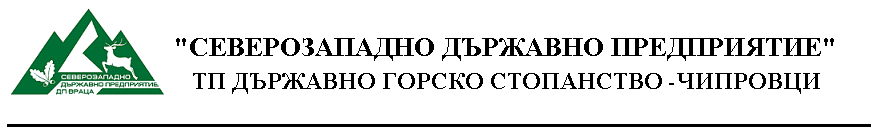 СЕВЕРОЗАПАДНО
ДЪРЖАВНО ПРЕДПРИЯТИЕ
ДП ВРАЦА
"СЕВЕРОЗАПАДНО ДЪРЖАВНО ПРЕДПРИЯТИЕ"
ТП ДЪРЖАВНО ГОРСКО СТОПАНСТВО -ЧИПРОВЦИ